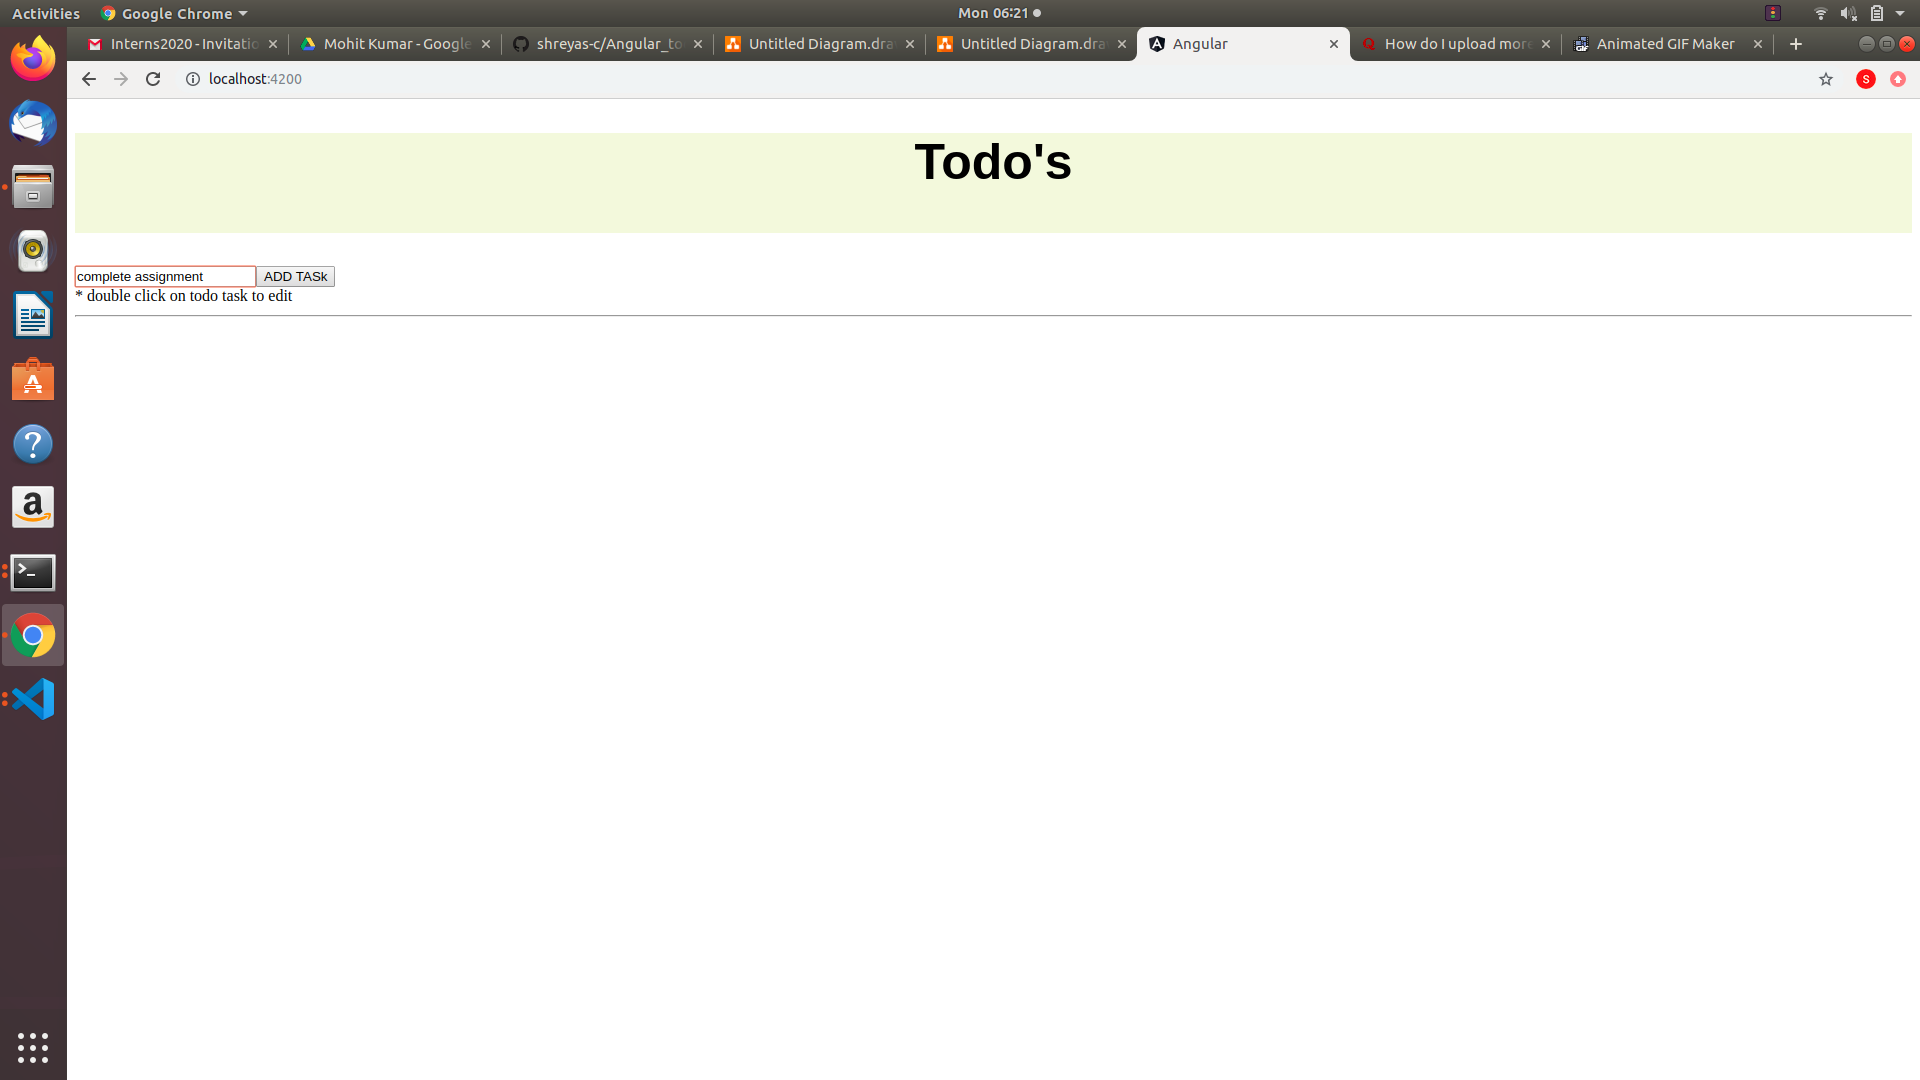 Activities Google Chrome Mon 06:21
Interns2020 - Invitatio Mohit Kumar - Google shreyas-c/Angular_to Untitled Diagram.dra Untitled Diagram.dra Angular How do I upload more Animated GIF Maker
localhost:4200 S
Todo's
complete assignment ADD TASk
* double click on todo task to edit